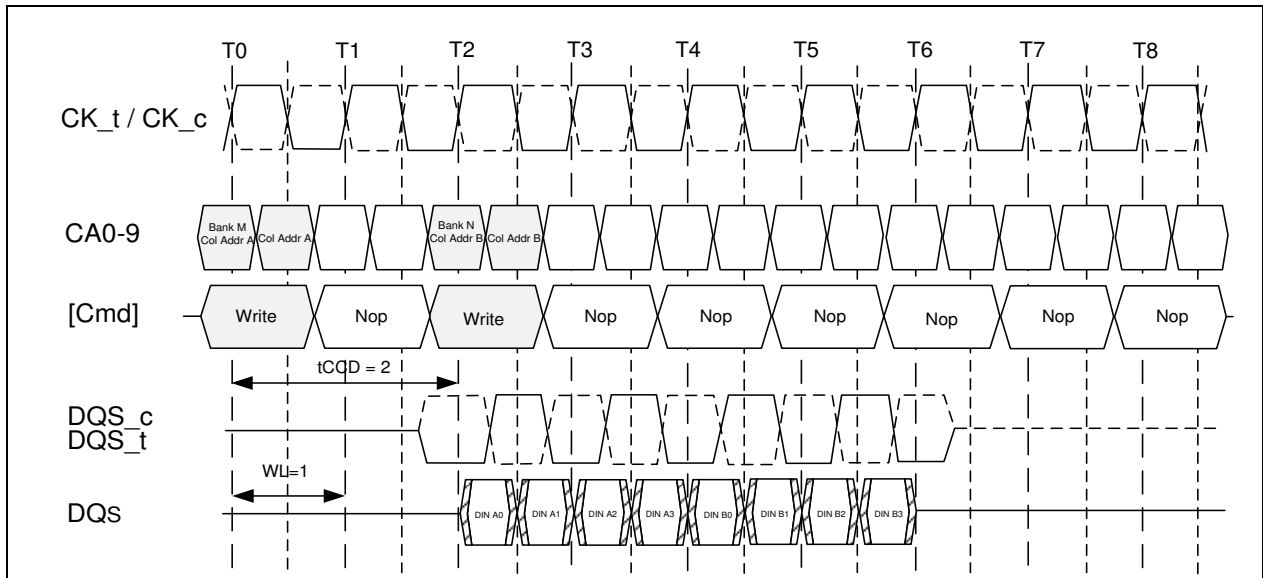 T0 T1 T2 T3 T4 T5 T6 T7 T8
CK_t / CK_c
CA0-9
Bank M
Col Addr A
Col Addr A
Bank N
Col Addr B
Col Addr B
[Cmd]
Write Nop Write Nop Nop Nop Nop Nop Nop
tCCD = 2
DQS_c
DQS_t
WL=1
DQs
DIN A0 DIN A1 DIN A2 DIN A3 DIN B0 DIN B1 DIN B2 DIN B3